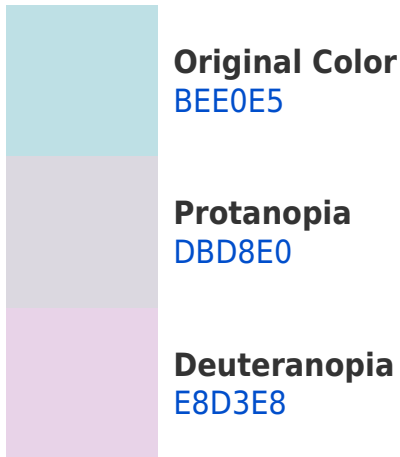 Original Color
BEE0E5
Protanopia
DBD8E0
Deuteranopia
E8D3E8